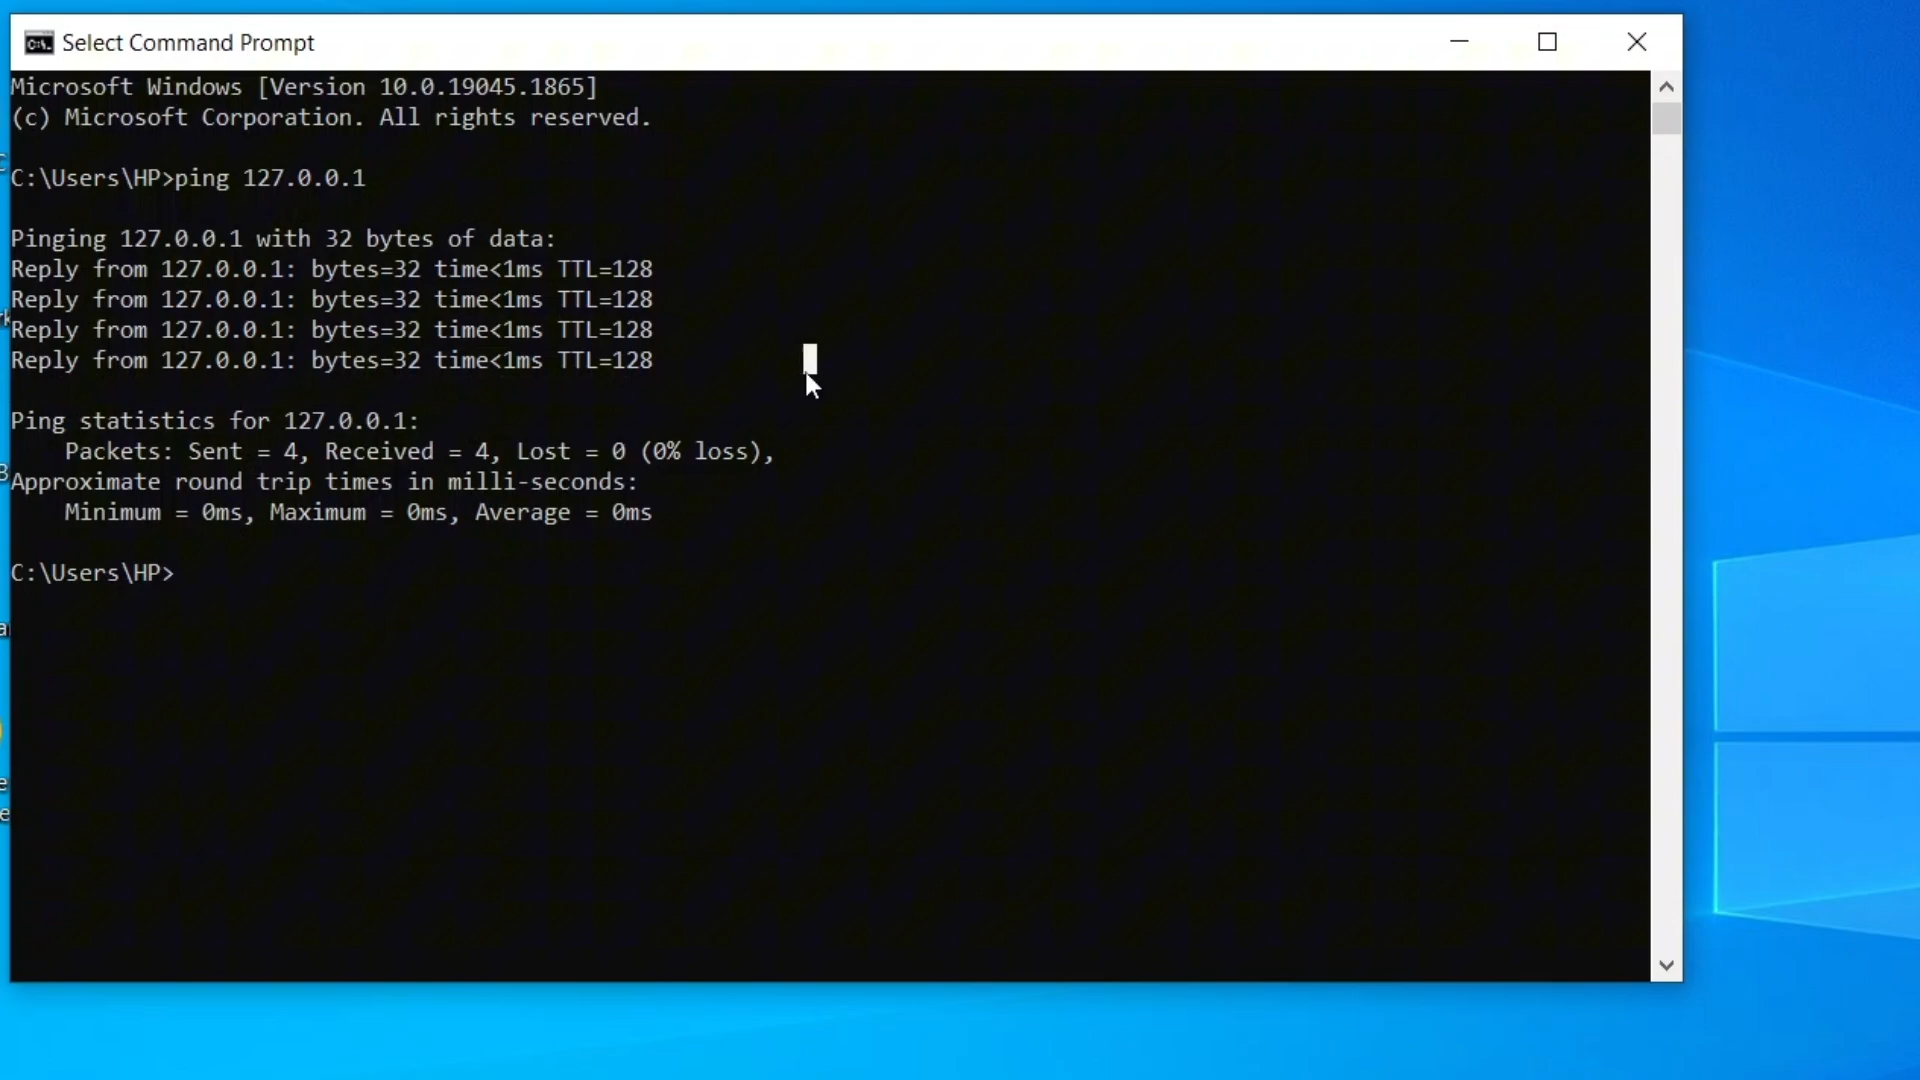 Select Command Prompt
Microsoft Windows [Version 10.0.19045.1865]
(c) Microsoft Corporation. All rights reserved.
C:\Users\HP>ping 127.0.0.1
Pinging 127.0.0.1 with 32 bytes of data:
Reply from 127.0.0.1: bytes=32 time<1ms TTL=128
Reply from 127.0.0.1: bytes=32 time<1ms TTL=128
Reply from 127.0.0.1: bytes=32 time<1ms TTL=128
Reply from 127.0.0.1: bytes=32 time<1ms TTL=128
Ping statistics for 127.0.0.1:
    Packets: Sent = 4, Received = 4, Lost = 0 (0% loss),
Approximate round trip times in milli-seconds:
    Minimum = 0ms, Maximum = 0ms, Average = 0ms
C:\Users\HP>